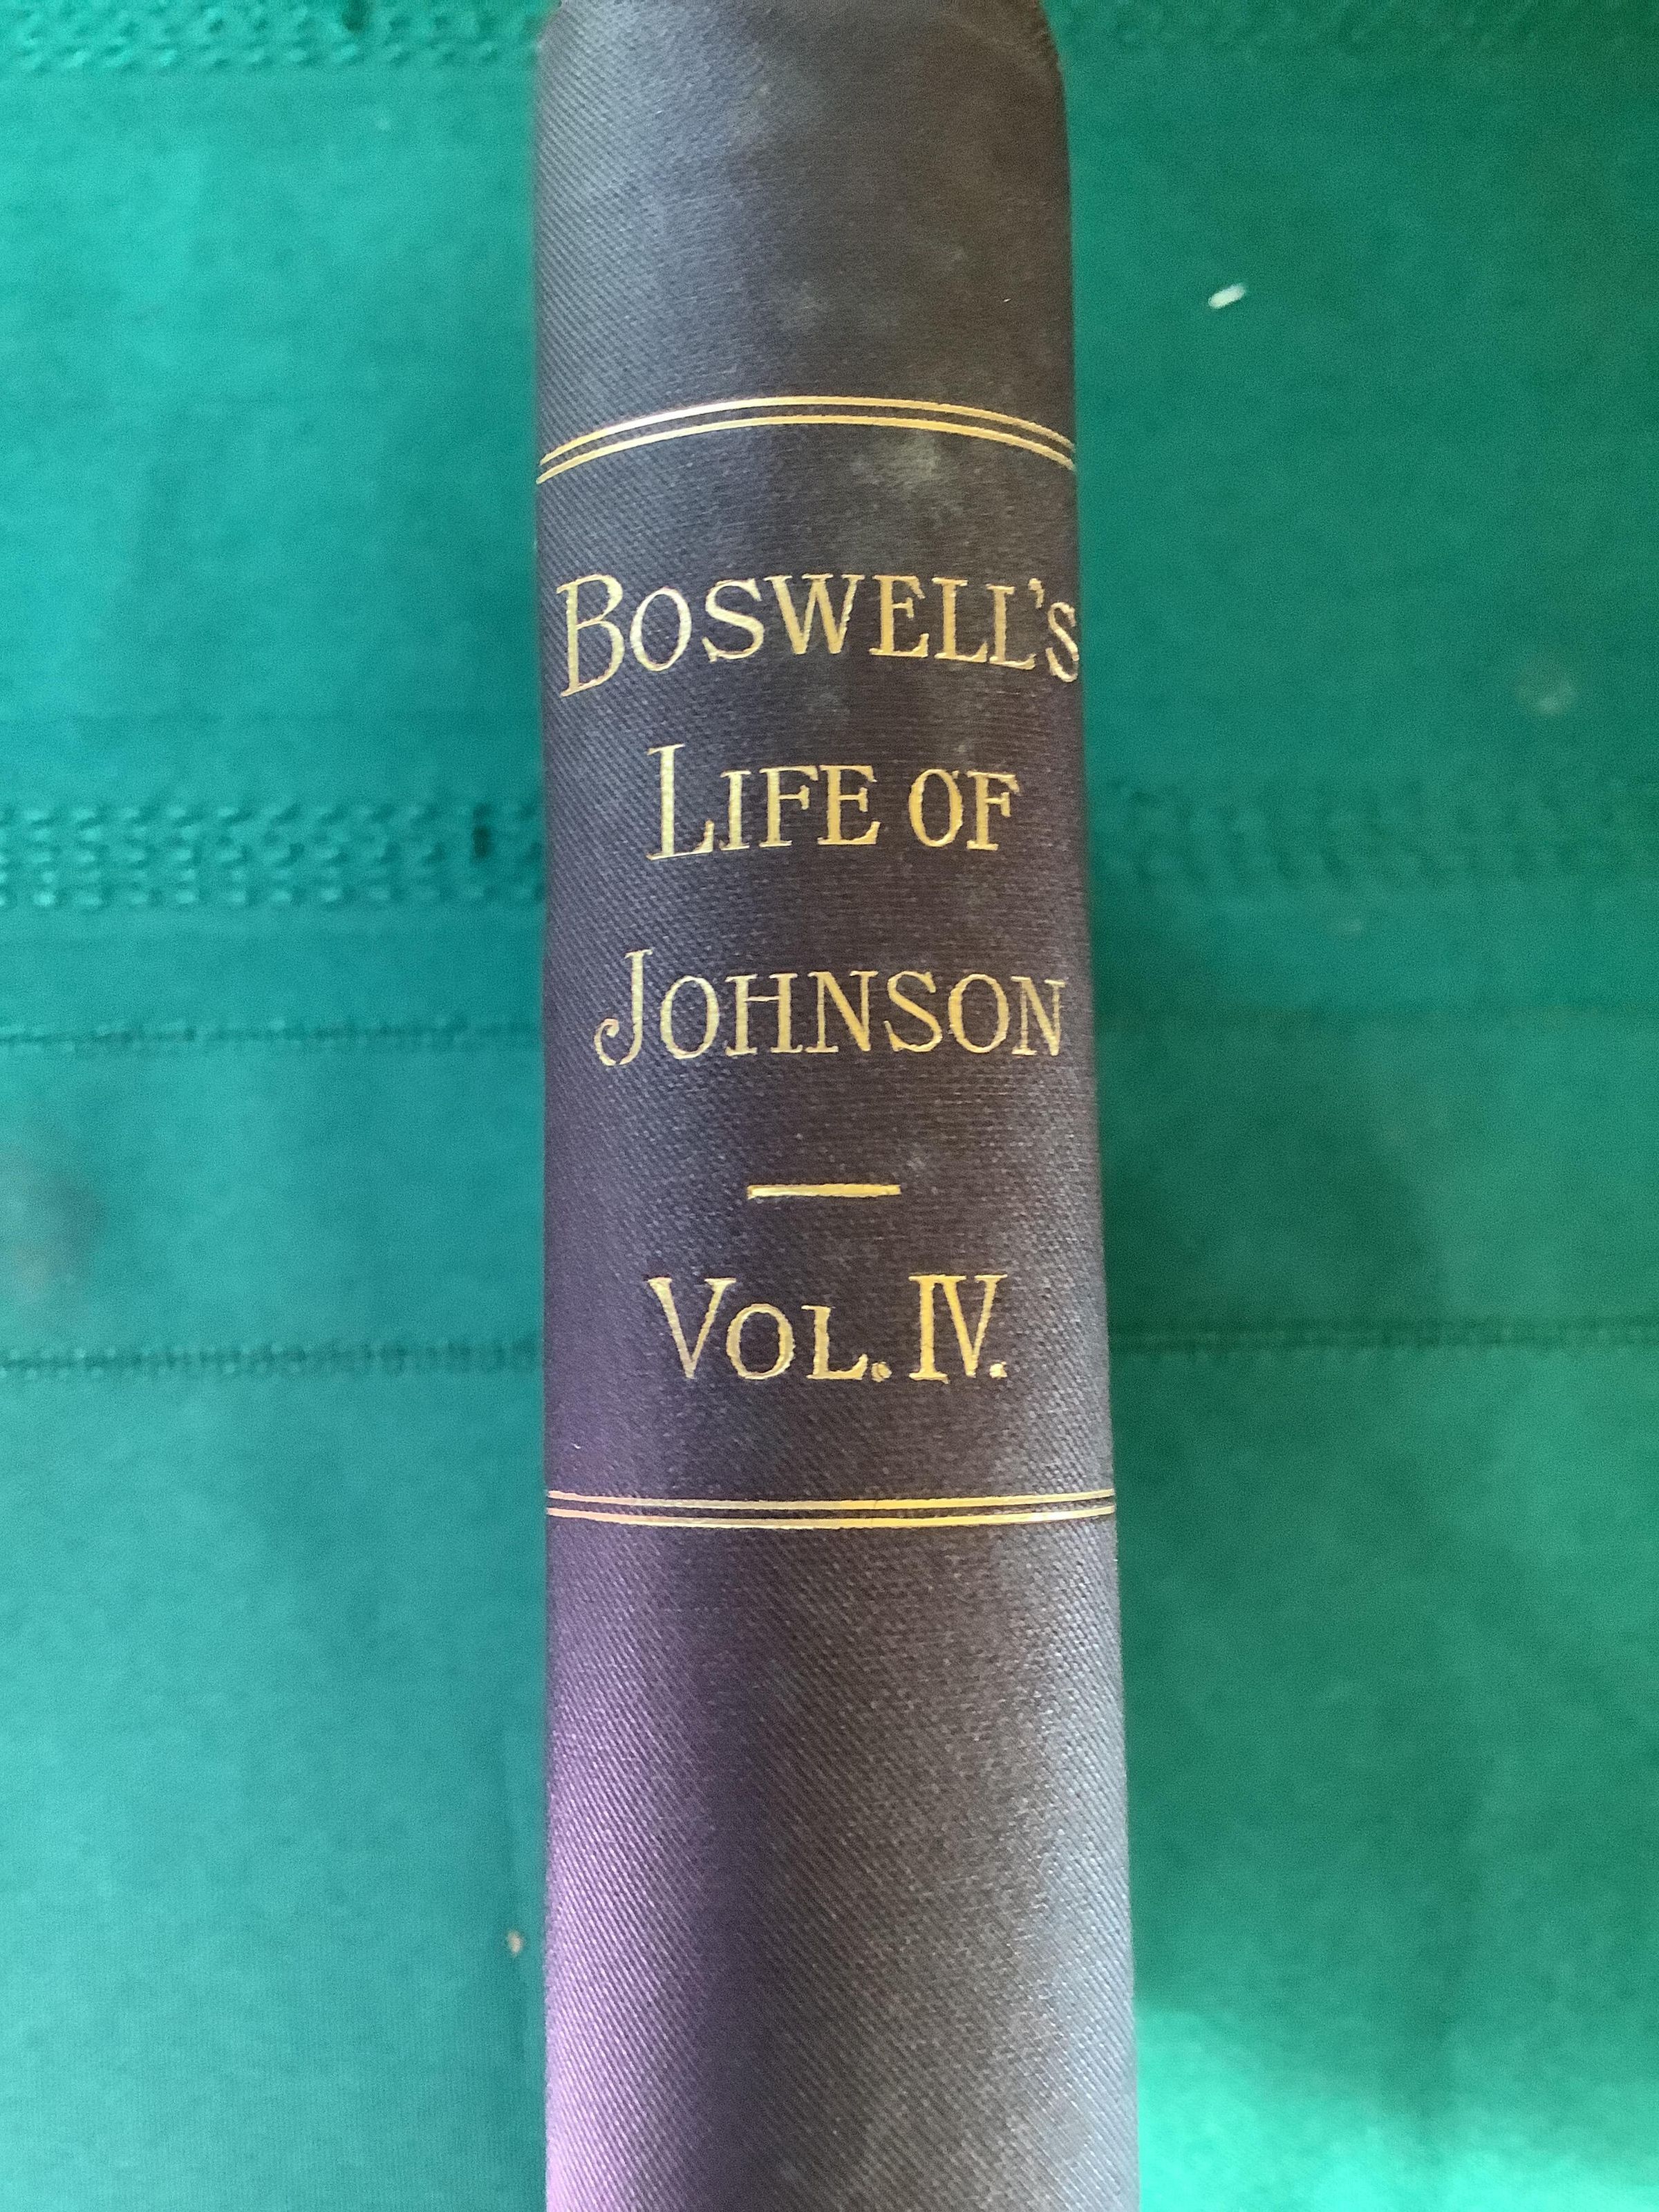 BOSWELL'S
LIFE OF
JOHNSON
VOL. IV.